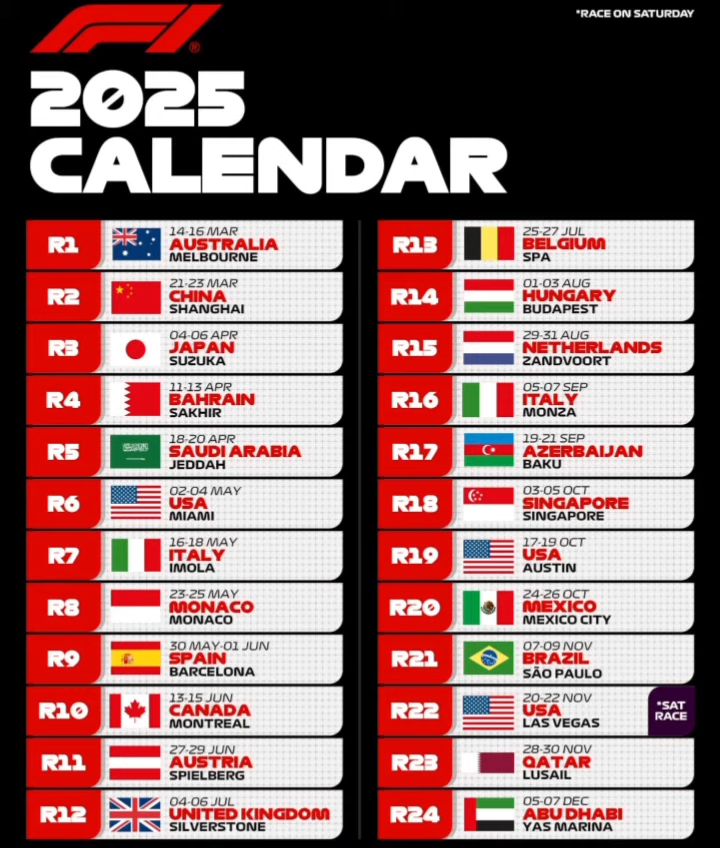 F1®
*RACE ON SATURDAY
2025
CALENDAR
R1
14-16 MAR
AUSTRALIA
MELBOURNE
R2
21-23 MAR
CHINA
SHANGHAI
R3
04-06 APR
JAPAN
SUZUKA
R4
11-13 APR
BAHRAIN
SAKHIR
R5
18-20 APR
SAUDI ARABIA
JEDDAH
R6
02-04 MAY
USA
MIAMI
R7
16-18 MAY
ITALY
IMOLA
R8
23-25 MAY
MONACO
MONACO
R9
30 MAY-01 JUN
SPAIN
BARCELONA
R10
13-15 JUN
CANADA
MONTREAL
R11
27-29 JUN
AUSTRIA
SPIELBERG
R12
04-06 JUL
UNITED KINGDOM
SILVERSTONE
R13
25-27 JUL
BELGIUM
SPA
R14
01-03 AUG
HUNGARY
BUDAPEST
R15
29-31 AUG
NETHERLANDS
ZANDVOORT
R16
05-07 SEP
ITALY
MONZA
R17
19-21 SEP
AZERBAIJAN
BAKU
R18
03-05 OCT
SINGAPORE
SINGAPORE
R19
17-19 OCT
USA
AUSTIN
R20
24-26 OCT
MEXICO
MEXICO CITY
R21
07-09 NOV
BRAZIL
SÃO PAULO
R22
20-22 NOV
USA
LAS VEGAS
*SAT
RACE
R23
28-30 NOV
QATAR
LUSAIL
R24
05-07 DEC
ABU DHABI
YAS MARINA